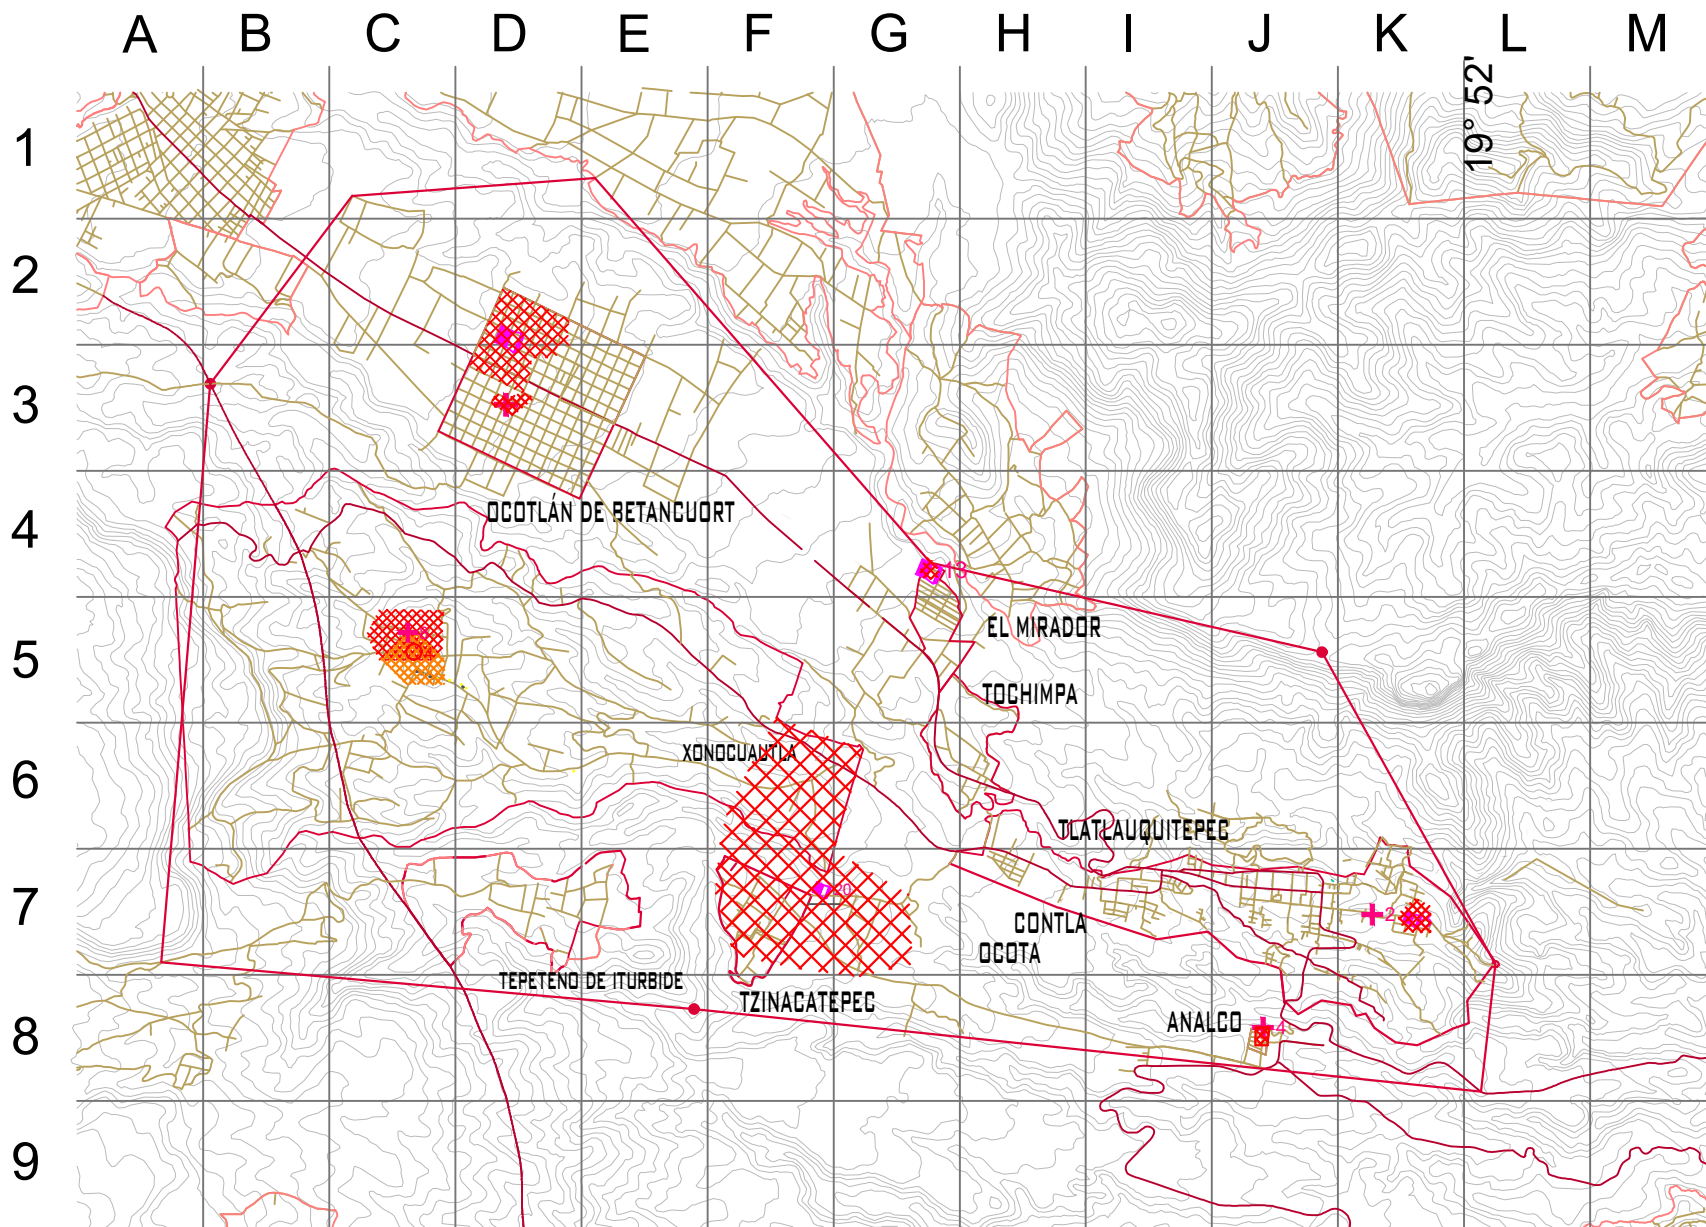 A B C D E F G H I J K L M
19° 52'
1
2
3
OCOTLÁN DE BETANCUORT
4
13
EL MIRADOR
5
TOCHIMPA
XONOCUAUTLA
6
TLATLAUQUITEPEC
20
2
7
CONTLA
OCOTA
TEPETENO DE ITURBIDE
TZINACATEPEC
ANALCO
4
8
9